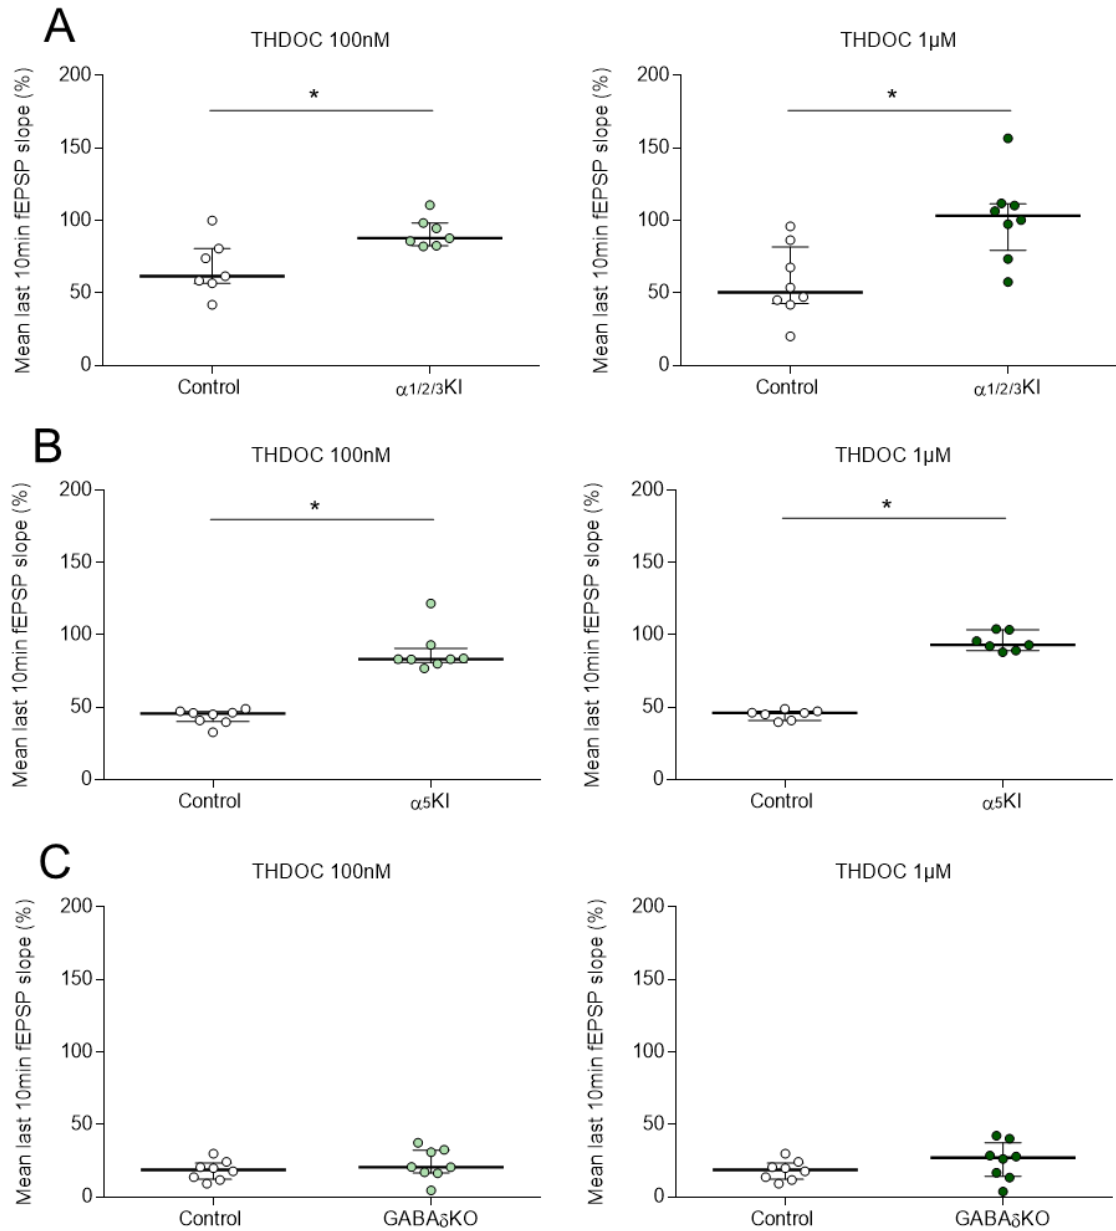 A
THDOC 100nM
Mean last 10min fEPSP slope (%)
200
150
100
50
0
*
Control
α1/2/3KI
THDOC 1µM
Mean last 10min fEPSP slope (%)
200
150
100
50
0
*
Control
α1/2/3KI
B
THDOC 100nM
Mean last 10min fEPSP slope (%)
200
150
100
50
0
*
Control
α5KI
THDOC 1µM
Mean last 10min fEPSP slope (%)
200
150
100
50
0
*
Control
α5KI
C
THDOC 100nM
Mean last 10min fEPSP slope (%)
200
150
100
50
0
Control
GABAδKO
THDOC 1µM
Mean last 10min fEPSP slope (%)
200
150
100
50
0
Control
GABAδKO